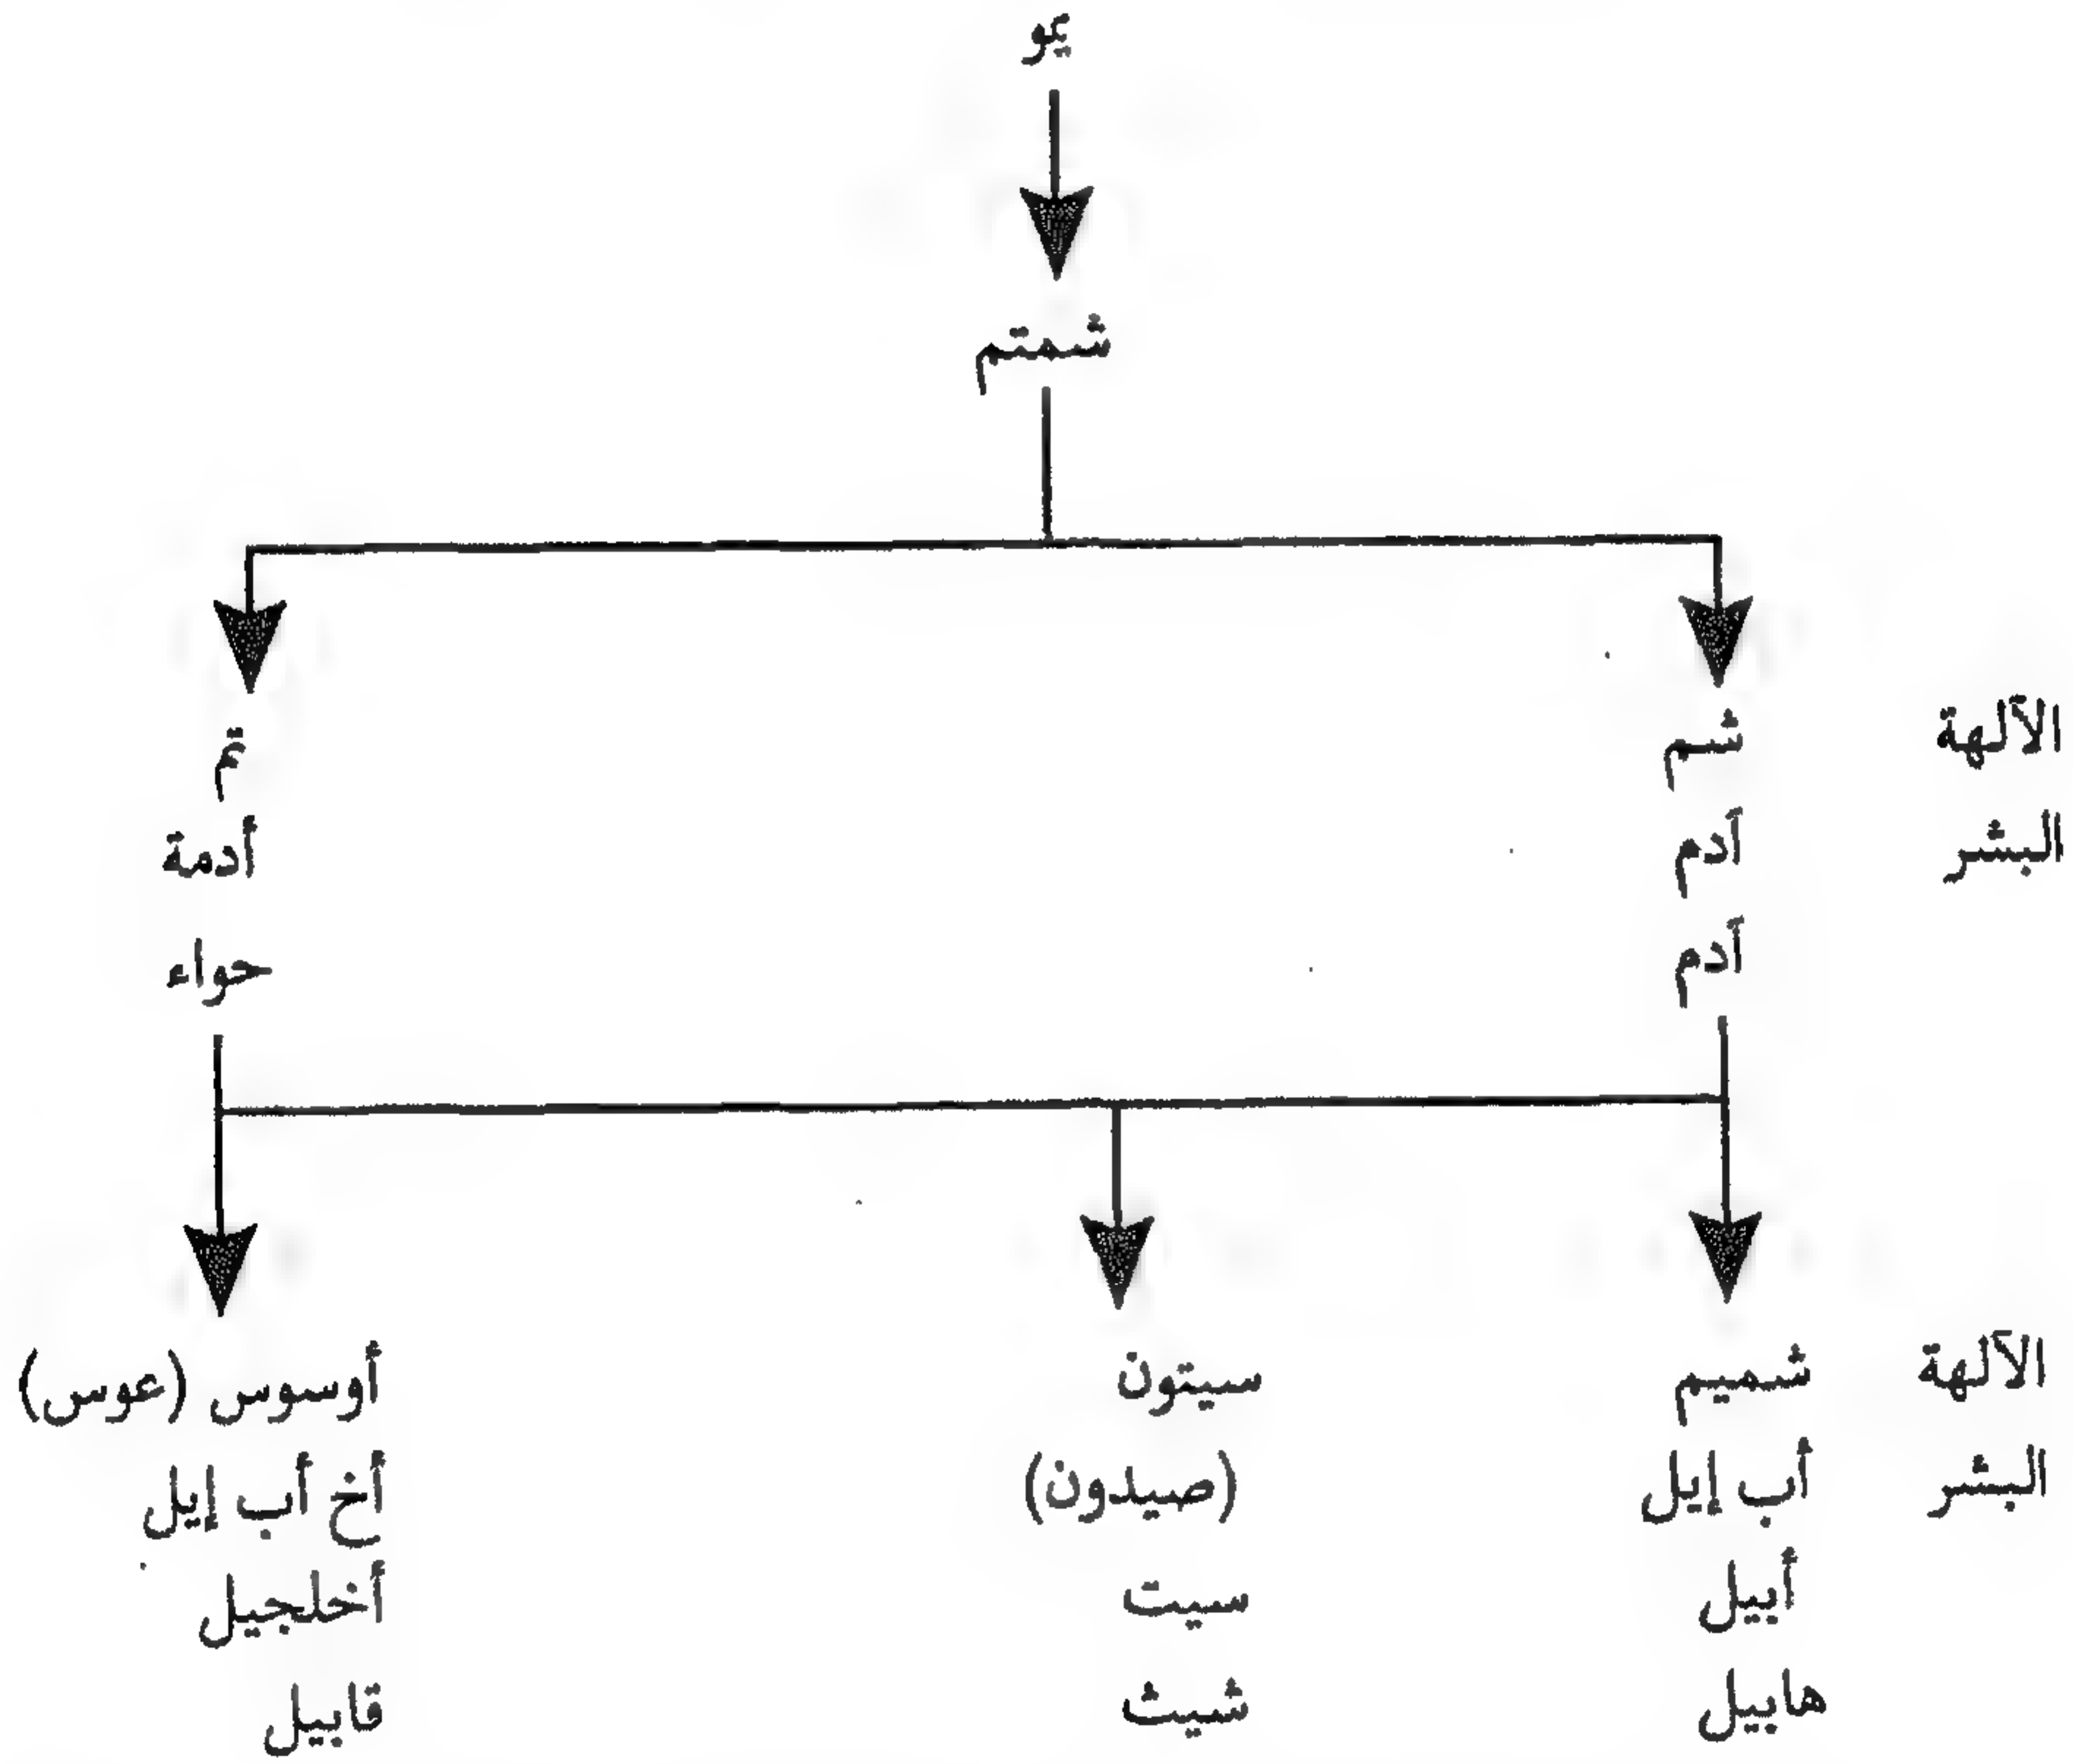 يو
شمتم
الآلهة شم تم
البشر آدم أدمة
آدم حواء
الآلهة شميم سيتون أوسوس (عوس)
البشر أب إيل (صيدون) أخ أب إيل
أبيل سيت أخلجيل
هابيل شيث قابيل